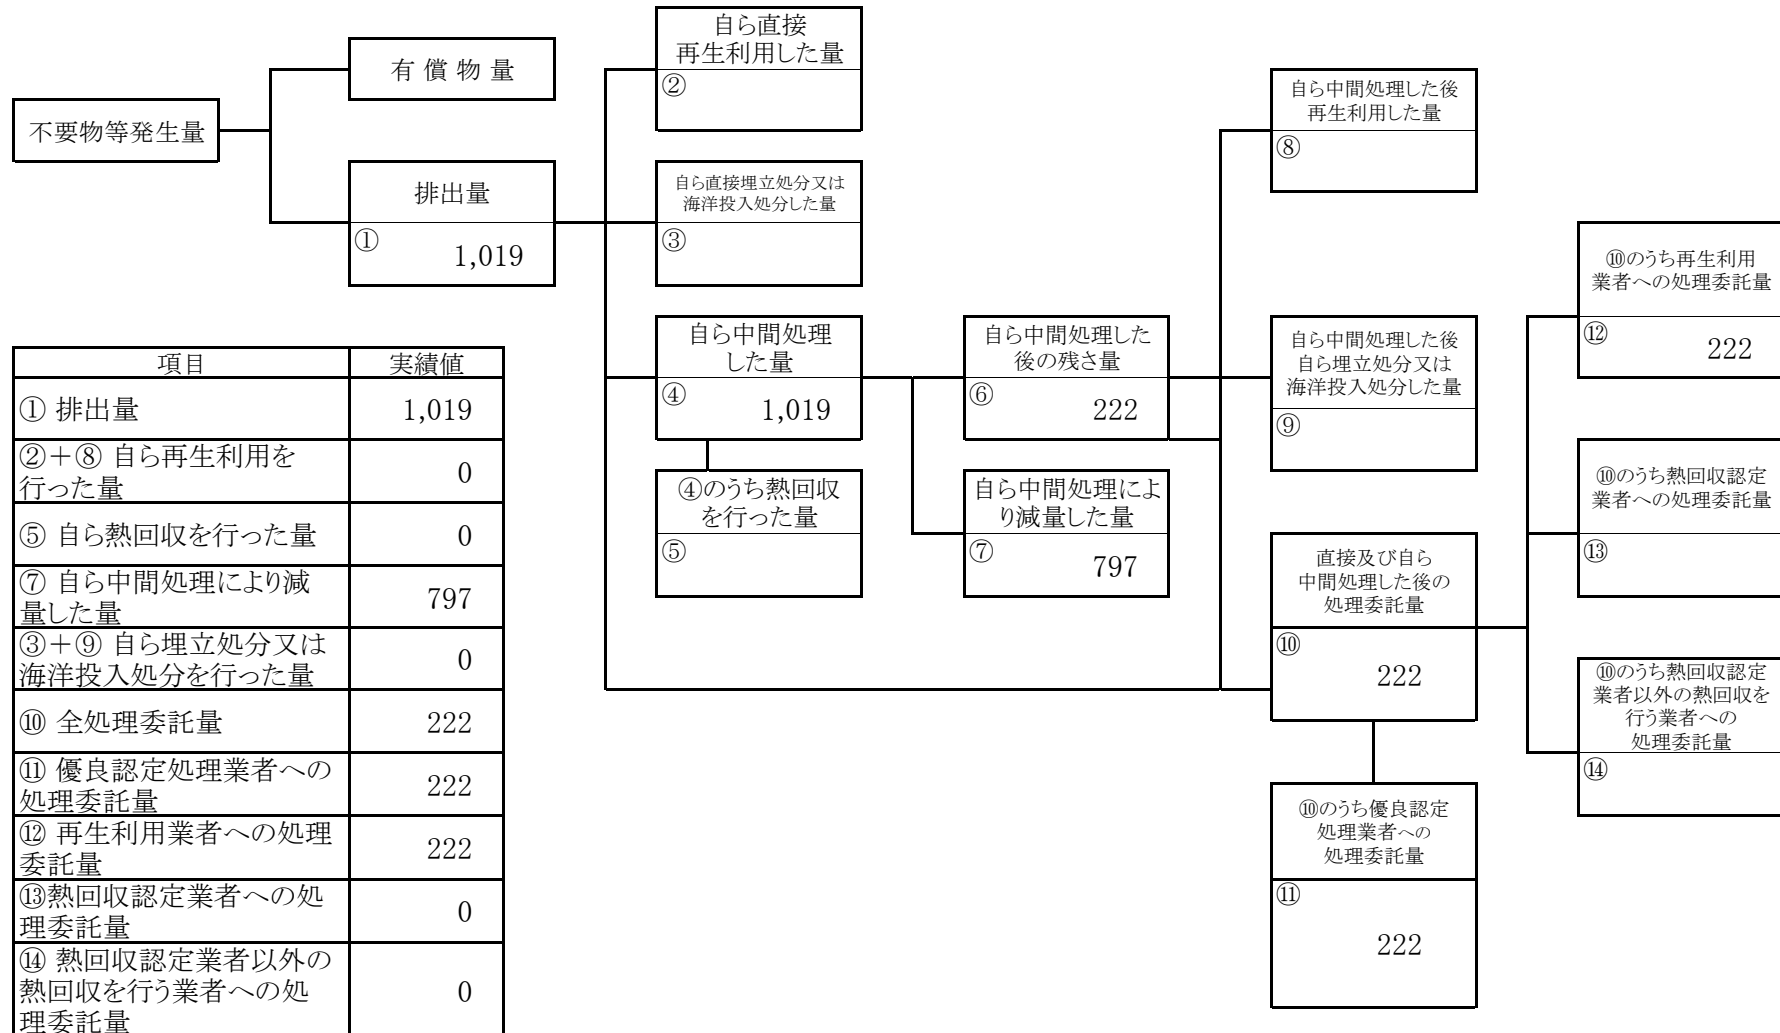 不要物等発生量
有償物量
排出量
①
1,019
自ら直接
再生利用した量
②
自ら直接埋立処分又は
海洋投入処分した量
③
自ら中間処理
した量
④
1,019
④のうち熱回収
を行った量
⑤
自ら中間処理した
後の残さ量
⑥
222
自ら中間処理によ
り減量した量
⑦
797
自ら中間処理した後
再生利用した量
⑧
自ら中間処理した後
自ら埋立処分又は
海洋投入処分した量
⑨
直接及び自ら
中間処理した後の
処理委託量
⑩
222
⑩のうち優良認定
処理業者への
処理委託量
⑪
222
⑩のうち再生利用
業者への処理委託量
⑫
222
⑩のうち熱回収認定
業者への処理委託量
⑬
⑩のうち熱回収認定
業者以外の熱回収を
行う業者への
処理委託量
⑭
項目 実績値
① 排出量 1,019
②+⑧ 自ら再生利用を
行った量 0
⑤ 自ら熱回収を行った量 0
⑦ 自ら中間処理により減
量した量 797
③+⑨ 自ら埋立処分又は
海洋投入処分を行った量 0
⑩ 全処理委託量 222
⑪ 優良認定処理業者への
処理委託量 222
⑫ 再生利用業者への処理
委託量 222
⑬熱回収認定業者への処
理委託量 0
⑭ 熱回収認定業者以外の
熱回収を行う業者への処
理委託量 0